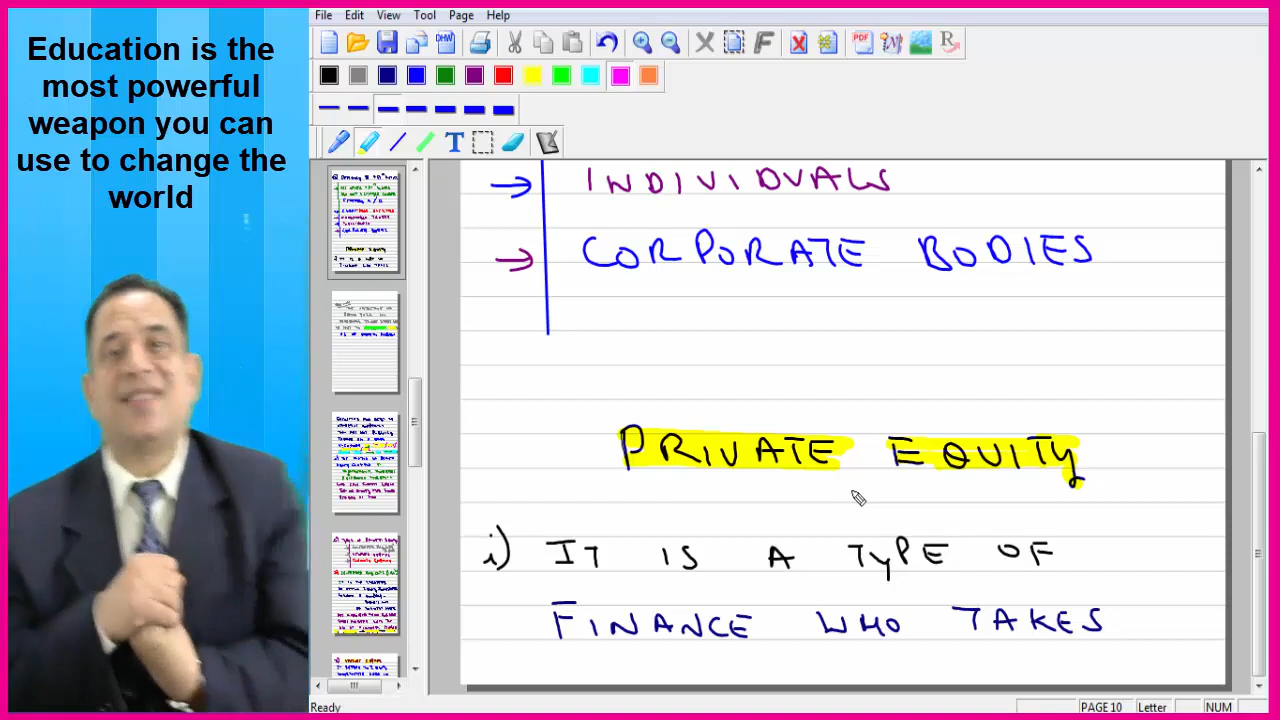 Education is the
most powerful
weapon you can
use to change the
world
File Edit View Tool Page Help
INDIVIDUALS
CORPORATE BODIES
PRIVATE EQUITY
i) IT IS A TYPE OF
FINANCE WHO TAKES
Ready
PAGE 10 Letter NUM